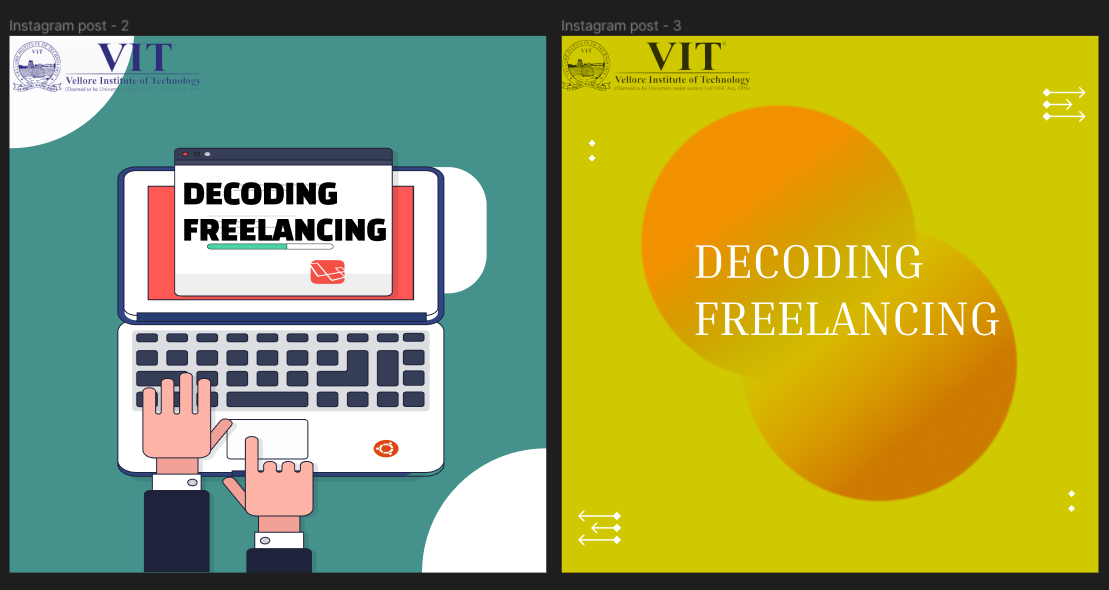 Instagram post - 2
VIT
VIT
Vellore Institute of Technology
(Deemed to be University under section 3 of UGC Act, 1956)
DECODING
FREELANCING
Instagram post - 3
VIT
VIT
Vellore Institute of Technology
(Deemed to be University under section 3 of UGC Act, 1956)
DECODING
FREELANCING